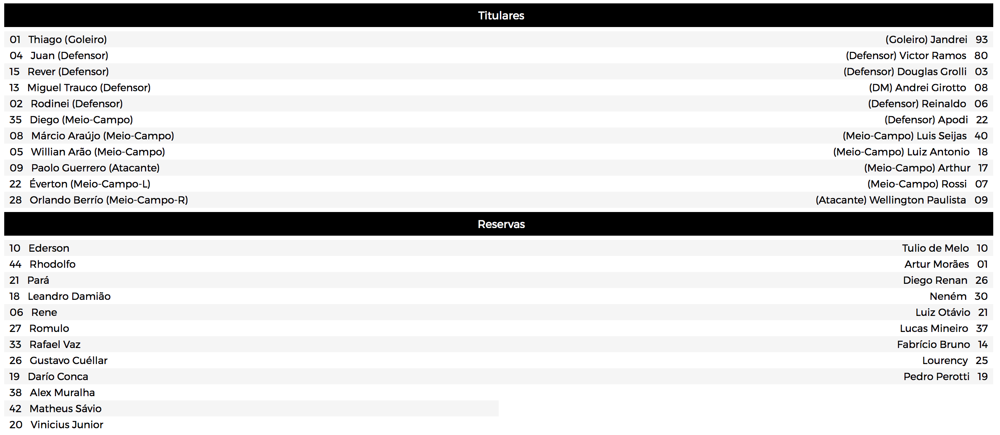 Titulares
01 Thiago (Goleiro) (Goleiro) Jandrei 93
04 Juan (Defensor) (Defensor) Victor Ramos 80
15 Rever (Defensor) (Defensor) Douglas Grolli 03
13 Miguel Trauco (Defensor) (DM) Andrei Girotto 08
02 Rodinei (Defensor) (Defensor) Reinaldo 06
35 Diego (Meio-Campo) (Defensor) Apodi 22
08 Márcio Araújo (Meio-Campo) (Meio-Campo) Luis Seijas 40
05 Willian Arão (Meio-Campo) (Meio-Campo) Luiz Antonio 18
09 Paolo Guerrero (Atacante) (Meio-Campo) Arthur 17
22 Éverton (Meio-Campo-L) (Meio-Campo) Rossi 07
28 Orlando Berrío (Meio-Campo-R) (Atacante) Wellington Paulista 09
Reservas
10 Ederson Tulio de Melo 10
44 Rhodolfo Artur Morães 01
21 Pará Diego Renan 26
18 Leandro Damião Neném 30
06 Rene Luiz Otávio 21
27 Romulo Lucas Mineiro 37
33 Rafael Vaz Fabrício Bruno 14
26 Gustavo Cuéllar Lourency 25
19 Darío Conca Pedro Perotti 19
38 Alex Muralha
42 Matheus Sávio
20 Vinicius Junior